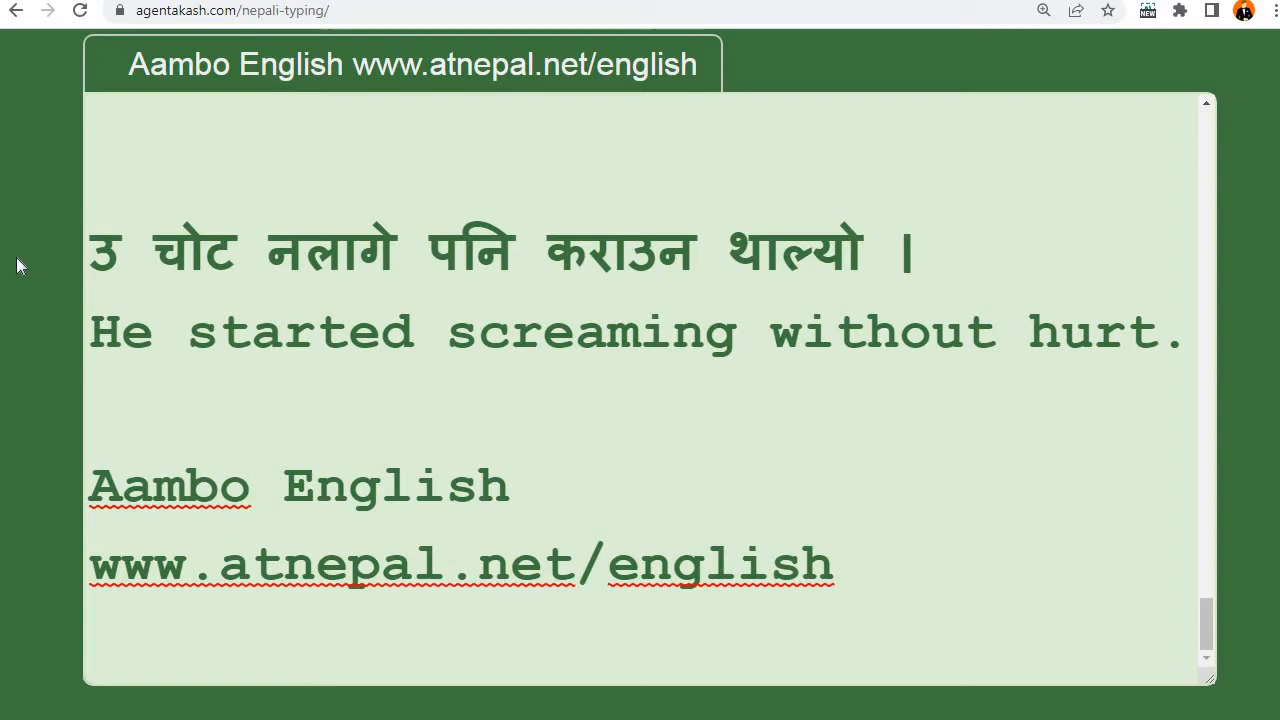 agentakash.com/nepali-typing/
NEW
Aambo English www.atnepal.net/english
उ चोट नलागे पनि कराउन थाल्यो ।
He started screaming without hurt.
Aambo English
www.atnepal.net/english